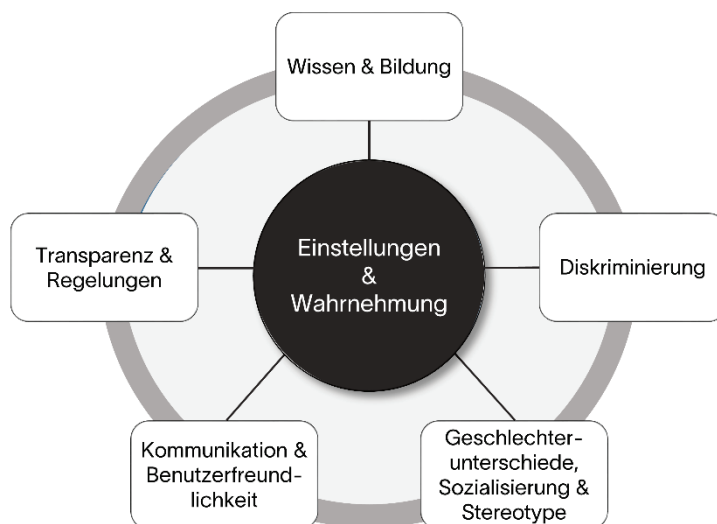 Wissen & Bildung
Transparenz &
Regelungen
Einstellungen
&
Wahrnehmung
Diskriminierung
Kommunikation &
Benutzerfreund-
lichkeit
Geschlechter-
unterschiede,
Sozialisierung &
Stereotype